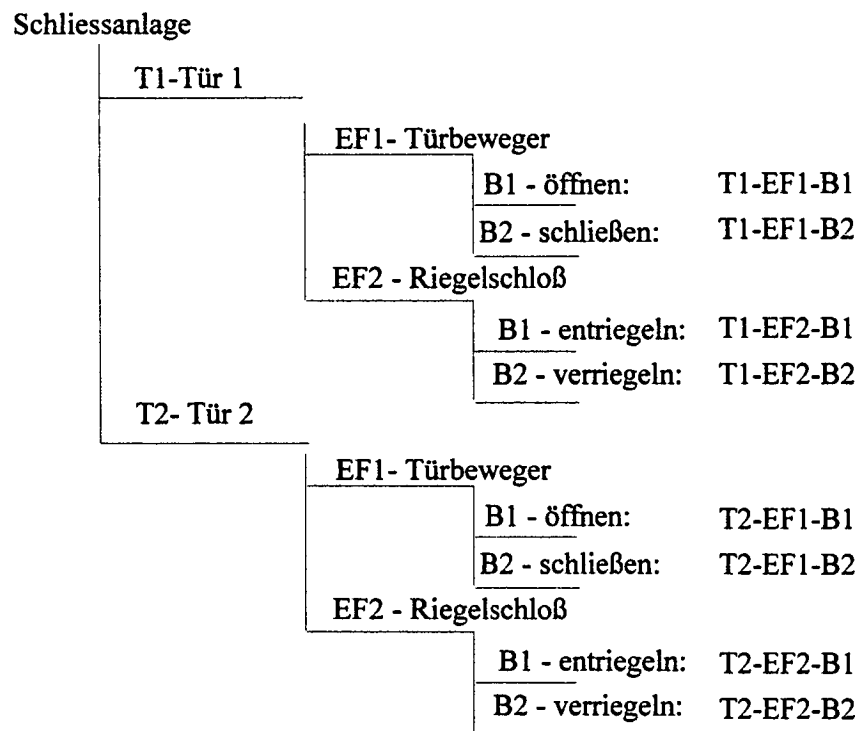 Schliessanlage
T1-Tür 1
EF1- Türbeweger
B1 - öffnen: T1-EF1-B1
B2 - schließen: T1-EF1-B2
EF2 - Riegelschloß
B1 - entriegeln: T1-EF2-B1
B2 - verriegeln: T1-EF2-B2
T2- Tür 2
EF1- Türbeweger
B1 - öffnen: T2-EF1-B1
B2 - schließen: T2-EF1-B2
EF2 - Riegelschloß
B1 - entriegeln: T2-EF2-B1
B2 - verriegeln: T2-EF2-B2